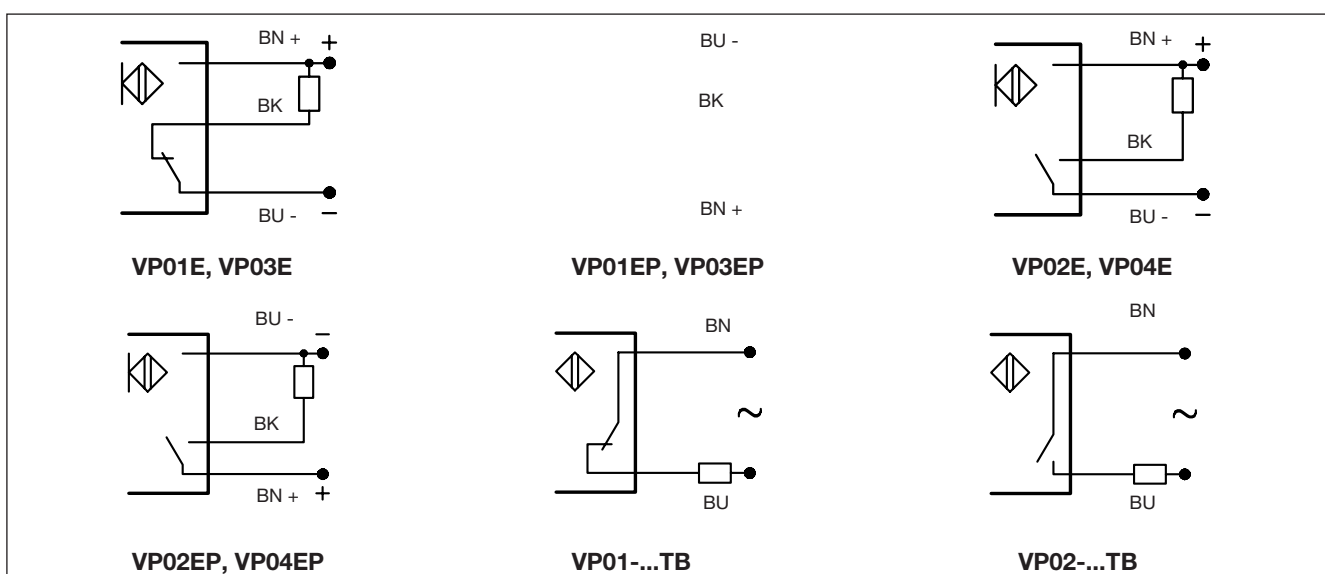 BN + +
BK
BU - −
VP01E, VP03E
BU -
BK
BN +
VP01EP, VP03EP
BN + +
BK
BU - −
VP02E, VP04E
BU - −
BK
BN + +
VP02EP, VP04EP
BN
~
BU
VP01-...TB
BN
~
BU
VP02-...TB